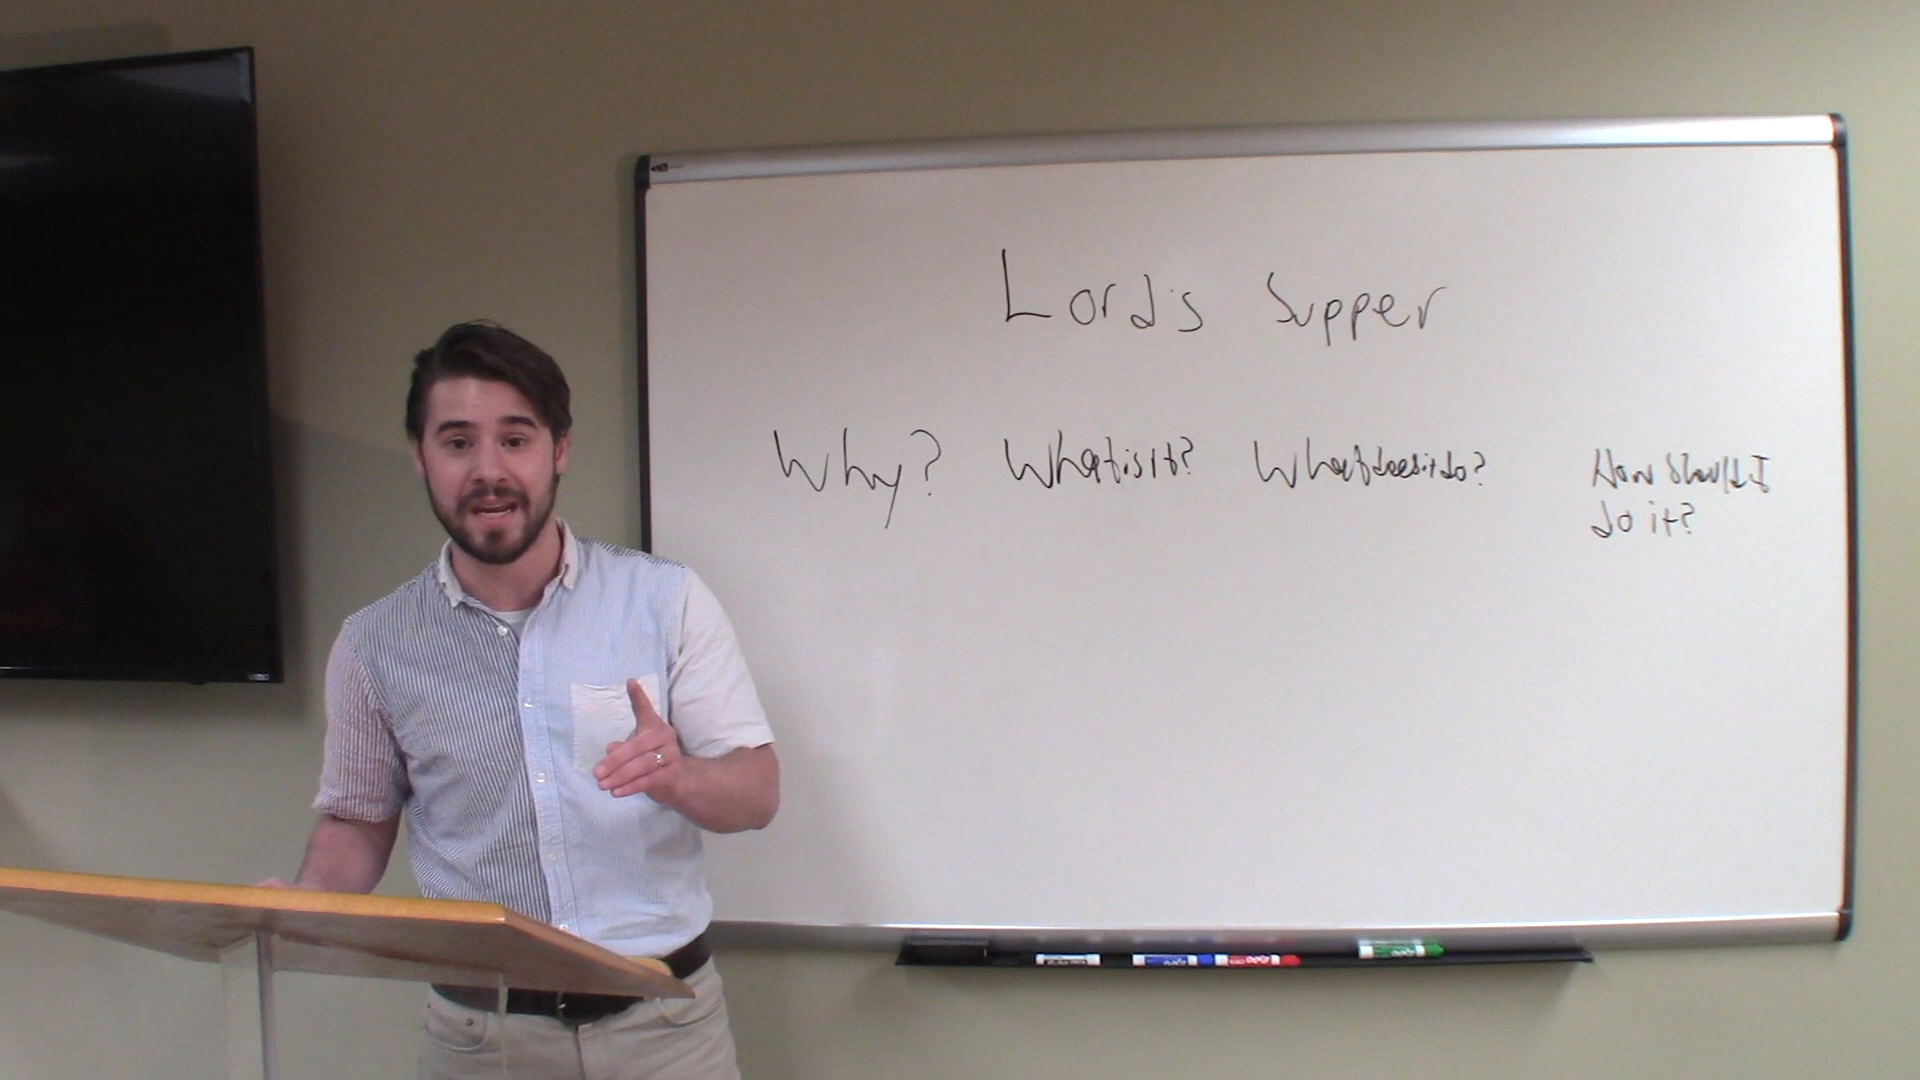 Lord's Supper
Why? What is it? What does it do? How should I
do it?